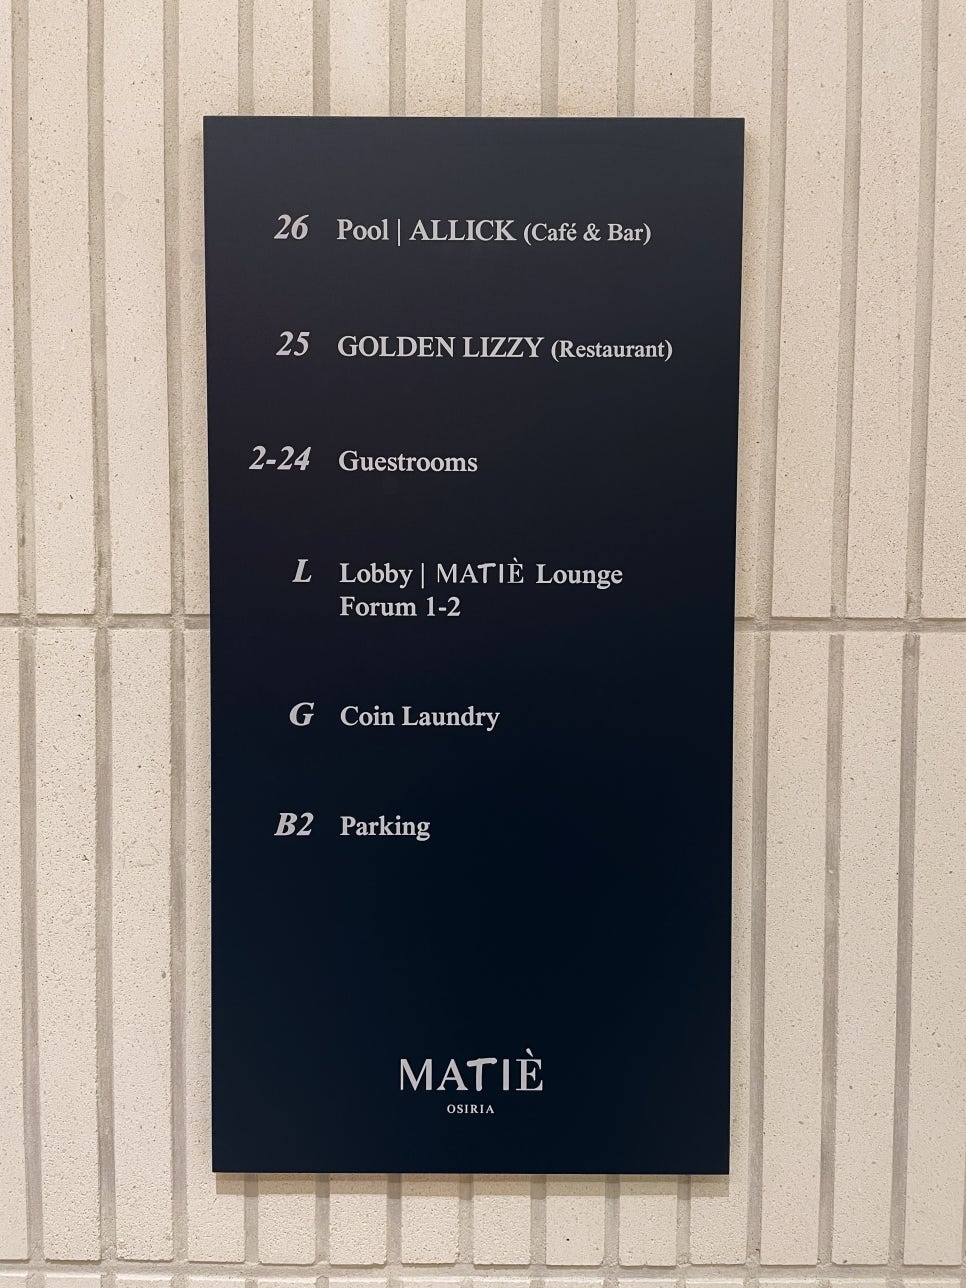 26 Pool | ALLICK (Café & Bar)
25 GOLDEN LIZZY (Restaurant)
2-24 Guestrooms
L Lobby | MATIÈ Lounge
Forum 1-2
G Coin Laundry
B2 Parking
MATIÈ
OSIRIA